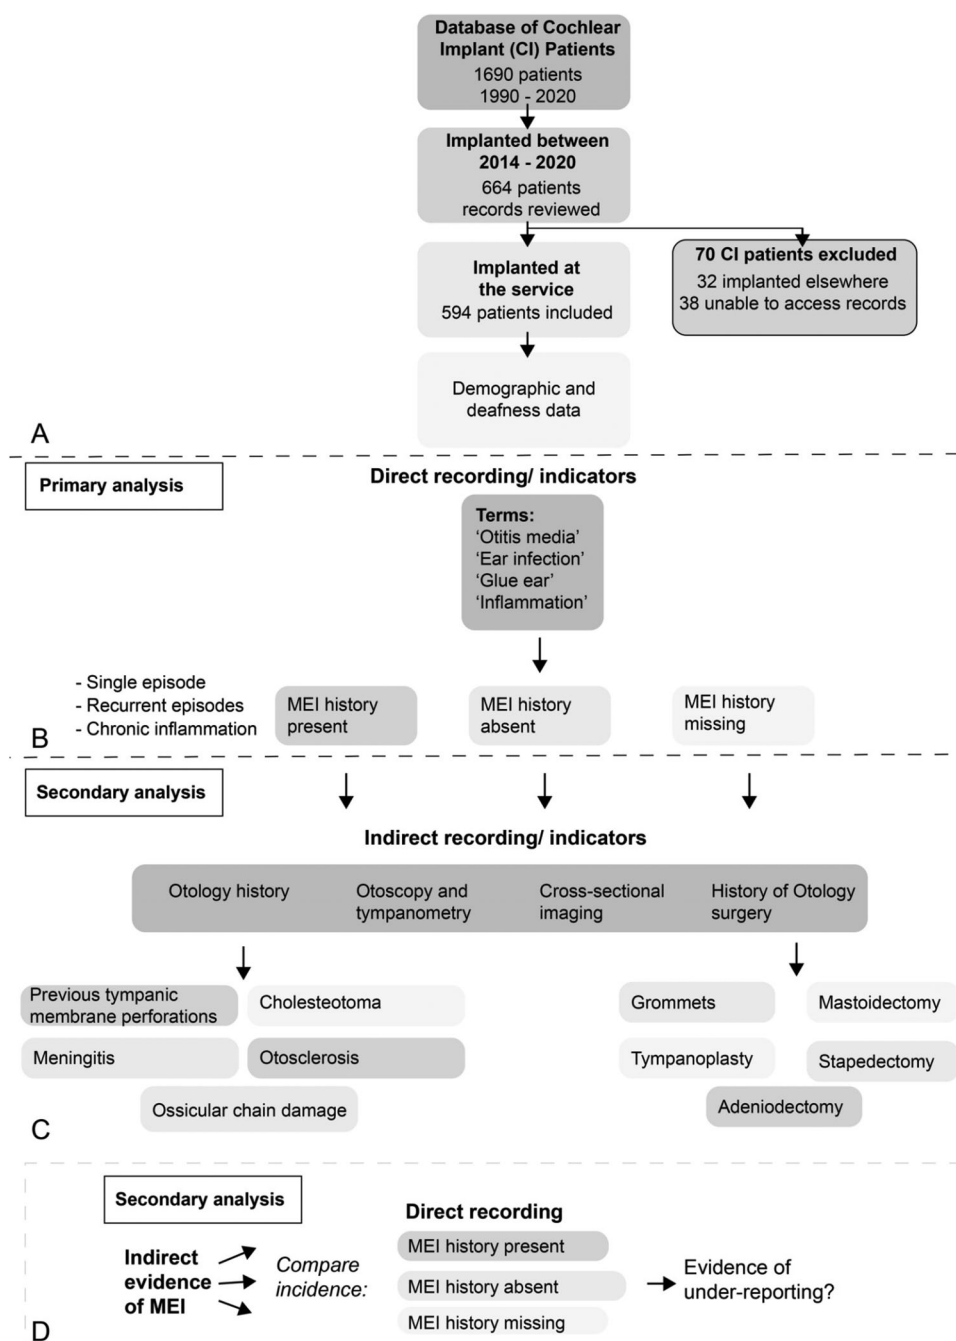 Database of Cochlear
Implant (CI) Patients
1690 patients
1990 - 2020
Implanted between
2014 - 2020
664 patients
records reviewed
Implanted at
the service
594 patients included
70 CI patients excluded
32 implanted elsewhere
38 unable to access records
Demographic and
deafness data
A
Primary analysis
Direct recording/ indicators
Terms:
‘Otitis media’
‘Ear infection’
‘Glue ear’
‘Inflammation’
- Single episode
- Recurrent episodes
- Chronic inflammation
MEI history
present
MEI history
absent
MEI history
missing
B
Secondary analysis
Indirect recording/ indicators
Otology history
Otoscopy and
tympanometry
Cross-sectional
imaging
History of Otology
surgery
Previous tympanic
membrane perforations
Cholesteotoma
Meningitis
Otosclerosis
Ossicular chain damage
Grommets
Mastoidectomy
Tympanoplasty
Stapedectomy
Adeniodectomy
C
Secondary analysis
Indirect
evidence
of MEI
Compare
incidence:
Direct recording
MEI history present
MEI history absent
MEI history missing
Evidence of
under-reporting?
D